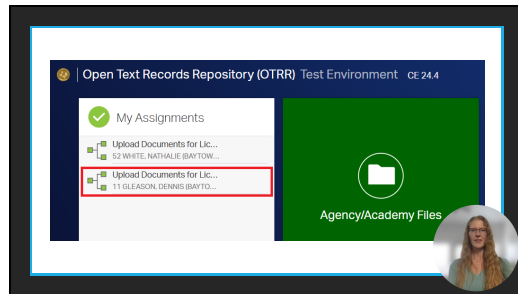 Open Text Records Repository (OTRR) Test Environment CE 24.4
My Assignments
Upload Documents for Lic...
52 WHITE, NATHALIE (BAYTOW...
Upload Documents for Lic...
11 GLEASON, DENNIS (BAYTO...
Agency/Academy Files